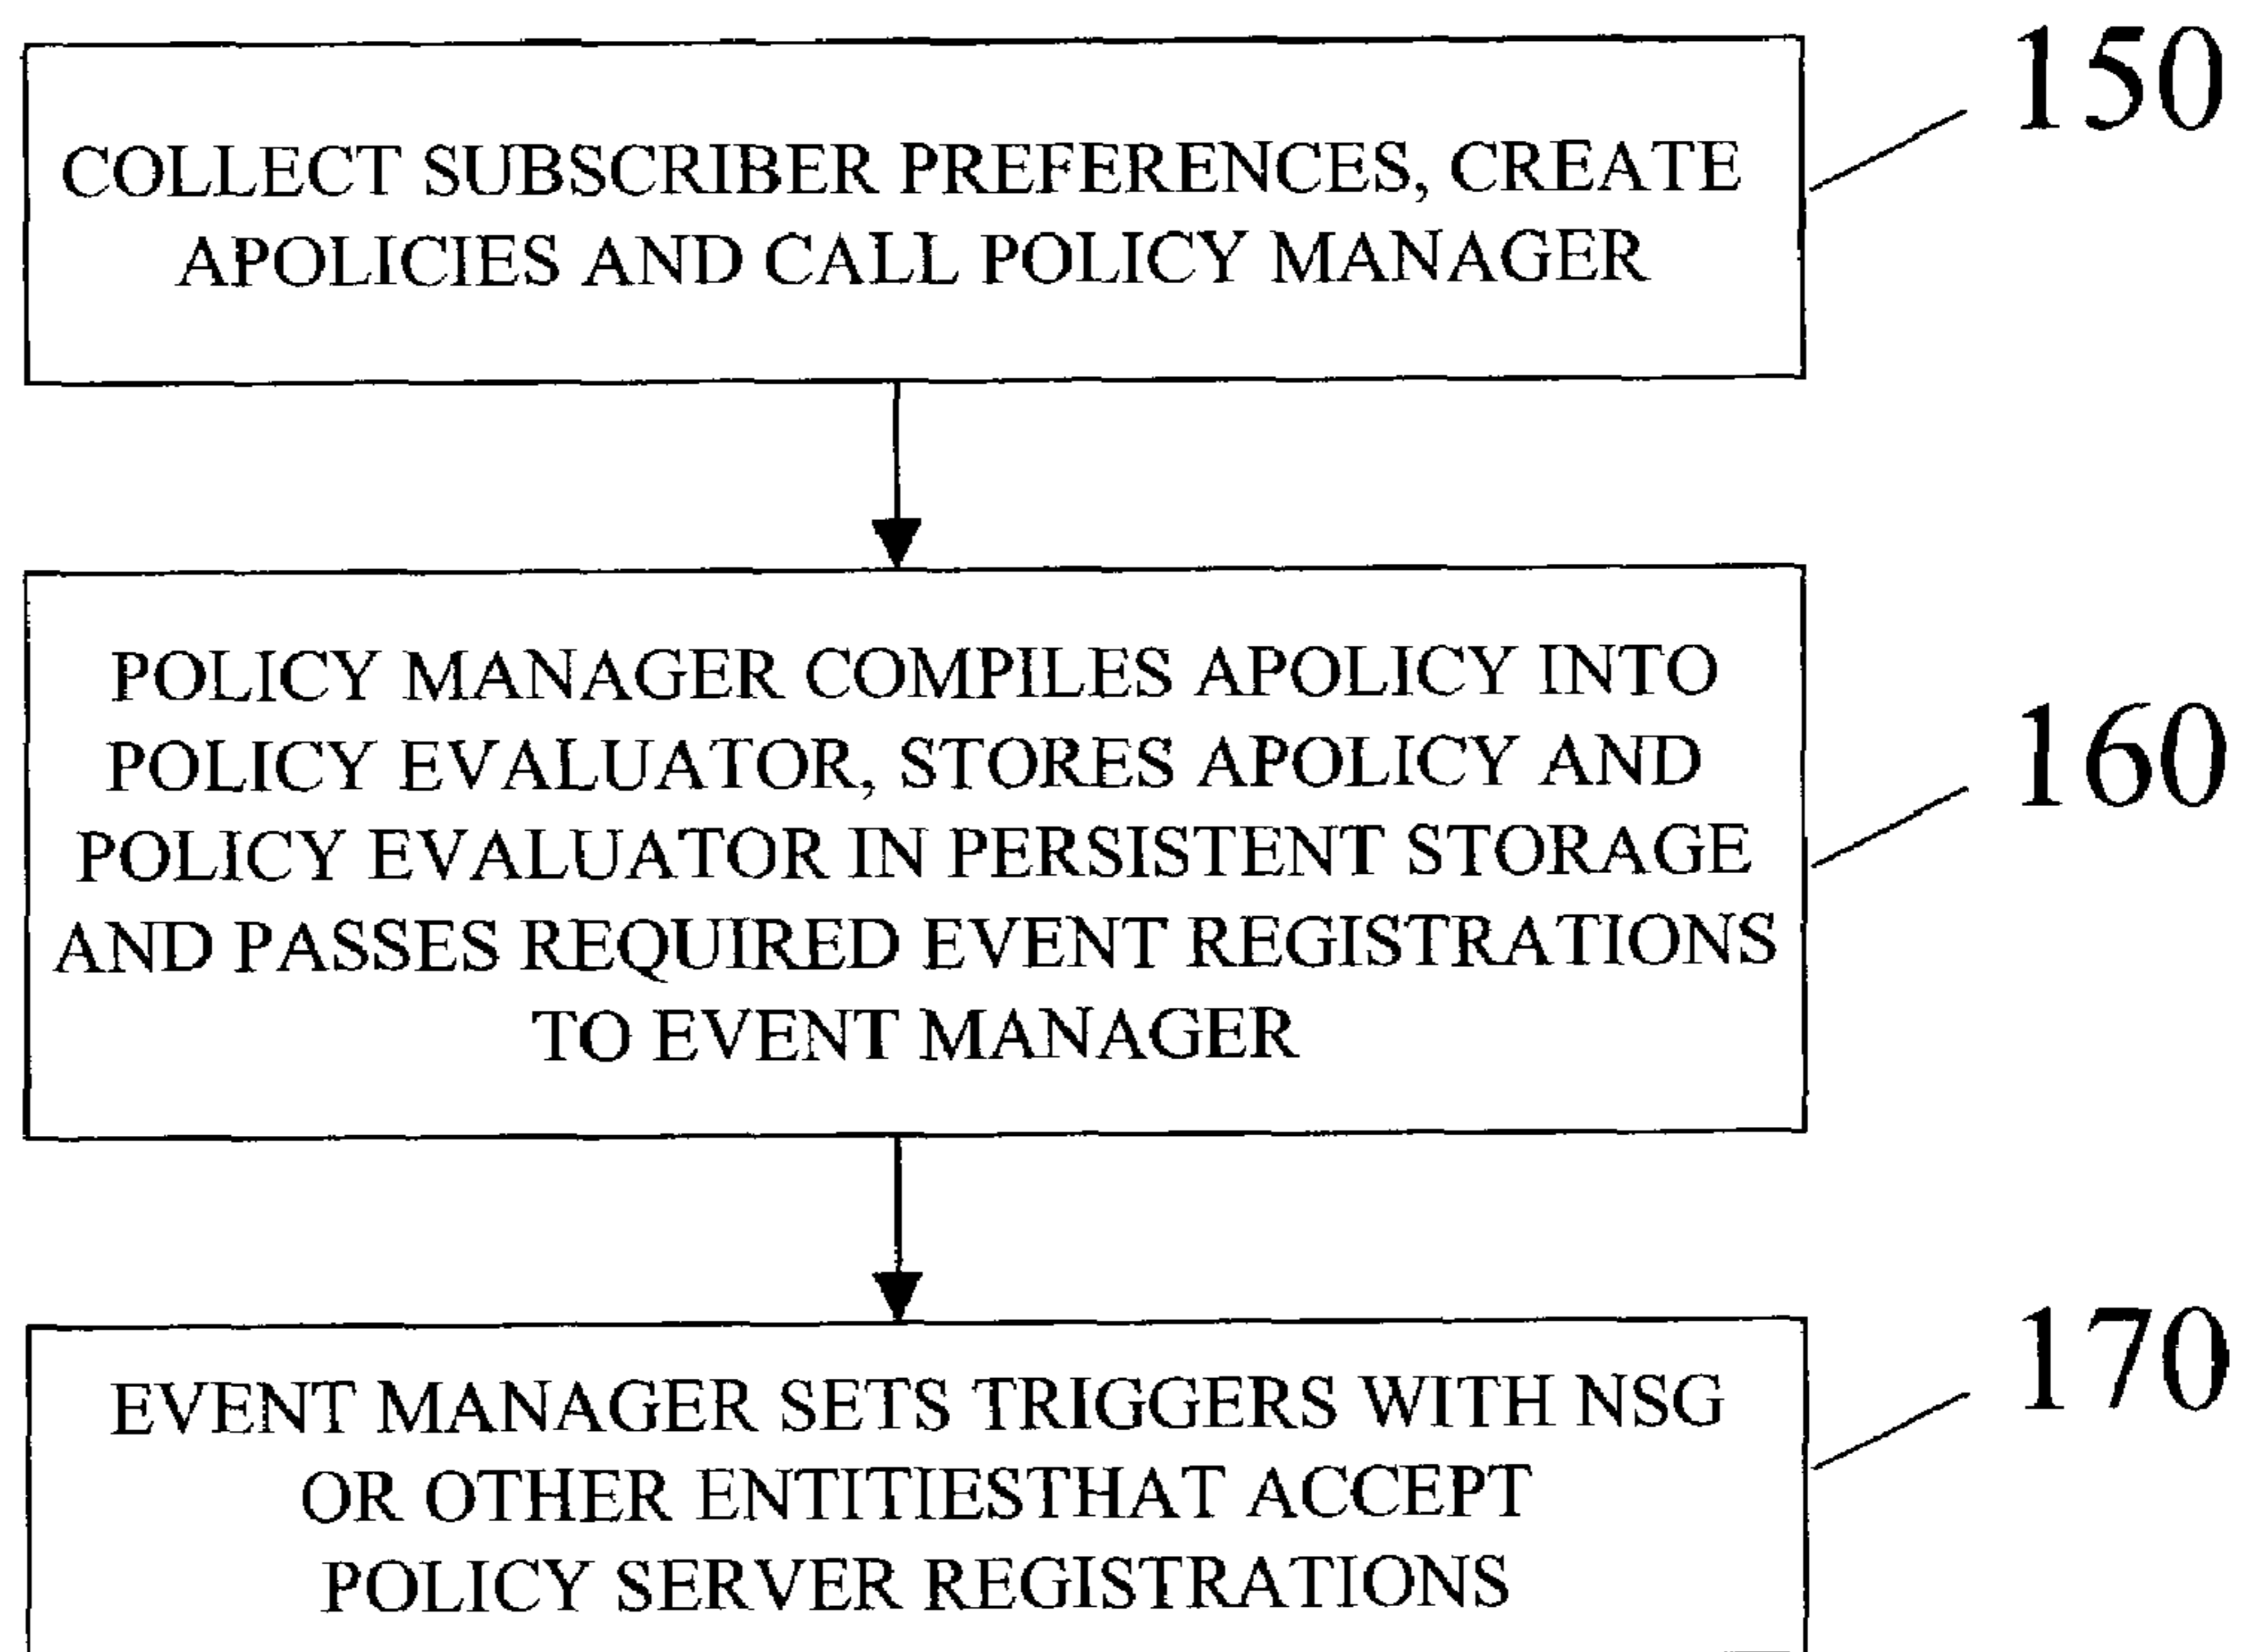 150
COLLECT SUBSCRIBER PREFERENCES, CREATE
APOLICIES AND CALL POLICY MANAGER
POLICY MANAGER COMPILES APOLICY INTO
POLICY EVALUATOR, STORES APOLICY AND
POLICY EVALUATOR IN PERSISTENT STORAGE
AND PASSES REQUIRED EVENT REGISTRATIONS
TO EVENT MANAGER
160
EVENT MANAGER SETS TRIGGERS WITH NSG
OR OTHER ENTITIESTHAT ACCEPT
POLICY SERVER REGISTRATIONS
170